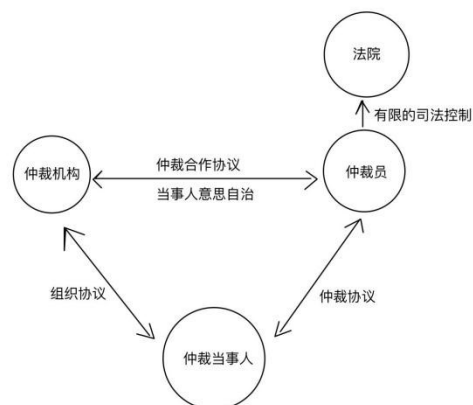 法院
有限的司法控制
仲裁机构
仲裁合作协议
当事人意思自治
仲裁员
组织协议
仲裁协议
仲裁当事人